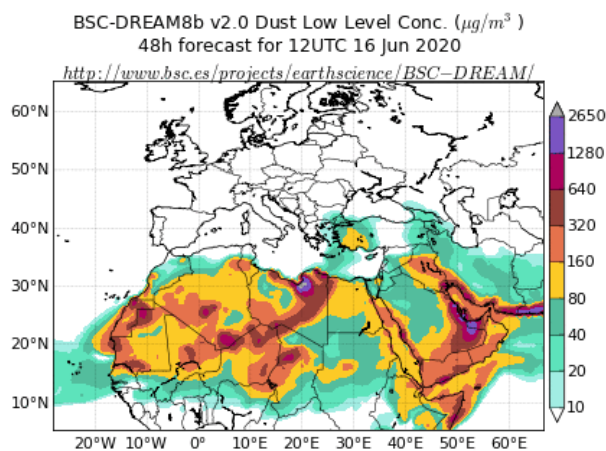 BSC-DREAM8b v2.0 Dust Low Level Conc. (μg/m³ )
48h forecast for 12UTC 16 Jun 2020
http://www.bsc.es/projects/earthscience/BSC−DREAM/
60°N
50°N
40°N
30°N
20°N
10°N
20°W 10°W 0° 10°E 20°E 30°E 40°E 50°E 60°E
2650
1280
640
320
160
80
40
20
10